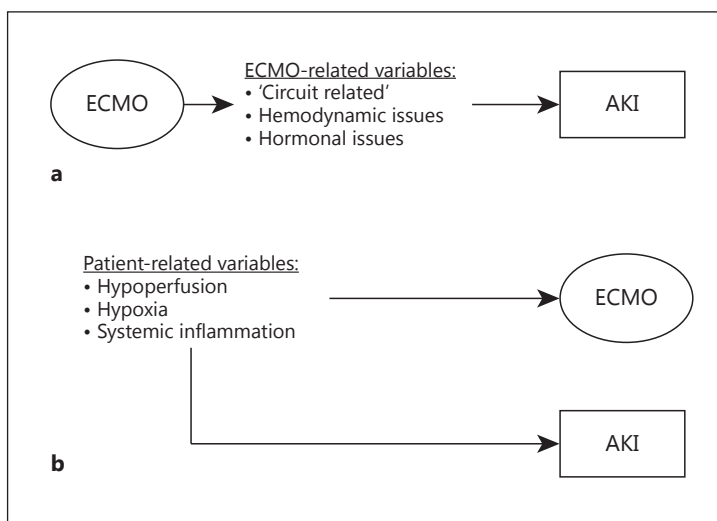 ECMO
ECMO-related variables:
• ‘Circuit related’
• Hemodynamic issues
• Hormonal issues
AKI
a
Patient-related variables:
• Hypoperfusion
• Hypoxia
• Systemic inflammation
ECMO
AKI
b